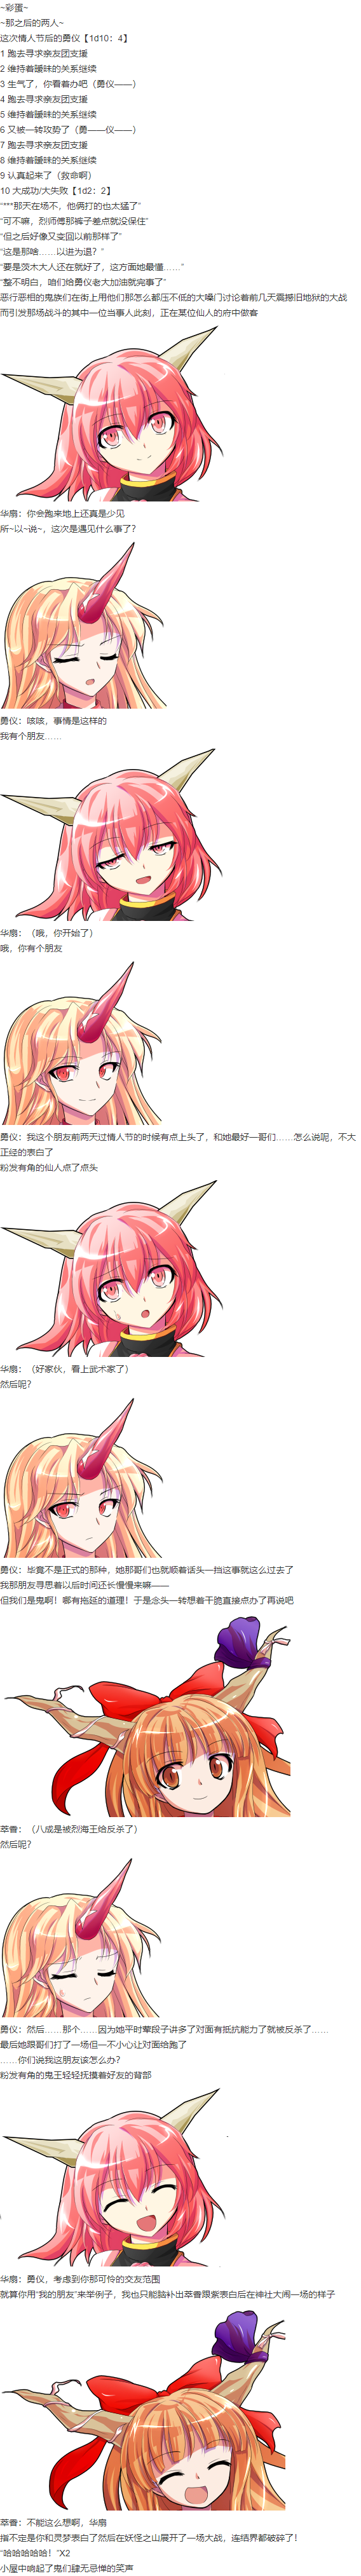 ~彩蛋~
~那之后的两人~
这次情人节后的勇仪【1d10：4】
1 跑去寻求亲友团支援
2 维持着暧昧的关系继续
3 生气了，你看着办吧（勇仪——）
4 跑去寻求亲友团支援
5 维持着暧昧的关系继续
6 又被一转攻势了（勇——仪——）
7 跑去寻求亲友团支援
8 维持着暧昧的关系继续
9 认真起来了（救命啊）
10 大成功/大失败【1d2：2】
“***那天在场不，他俩打的也太猛了”
“可不嘛，烈师傅那裤子差点就没保住”
“但之后好像又变回以前那样了”
“这是那啥……以进为退？”
“要是茨木大人还在就好了，这方面她最懂……”
“整不明白，咱们给勇仪老大加油就完事了”
恶行恶相的鬼族们在街上用他们那怎么都压不低的大嗓门讨论着前几天震撼旧地狱的大战
而引发那场战斗的其中一位当事人此刻，正在某位仙人的府中做客
华扇：你会跑来地上还真是少见
所~以~说~，这次是遇见什么事了？
勇仪：咳咳，事情是这样的
我有个朋友……
华扇：（哦，你开始了）
哦，你有个朋友
勇仪：我这个朋友前两天过情人节的时候有点上头了，和她最好一哥们……怎么说呢，不大
正经的表白了
粉发有角的仙人点了点头
华扇：（好家伙，看上武术家了）
然后呢？
勇仪：毕竟不是正式的那种，她那哥们也就顺着话头一挡这事就这么过去了
我那朋友寻思着以后时间还长慢慢来嘛——
但我们是鬼啊！哪有拖延的道理！于是念头一转想着干脆直接点办了再说吧
萃香：（八成是被烈海王给反杀了）
然后呢？
勇仪：然后……那个……因为她平时荤段子讲多了对面有抵抗能力了就被反杀了……
最后她跟哥们打了一场但一不小心让对面给跑了
……你们说我这朋友该怎么办？
粉发有角的鬼王轻轻抚摸着好友的背部
华扇：勇仪，考虑到你那可怜的交友范围
就算你用“我的朋友”来举例子，我也只能脑补出萃香跟紫表白后在神社大闹一场的样子
萃香：不能这么想啊，华扇
指不定是你和灵梦表白了然后在妖怪之山展开了一场大战，连结界都破碎了！
“哈哈哈哈哈！”X2
小屋中响起了鬼们肆无忌惮的笑声